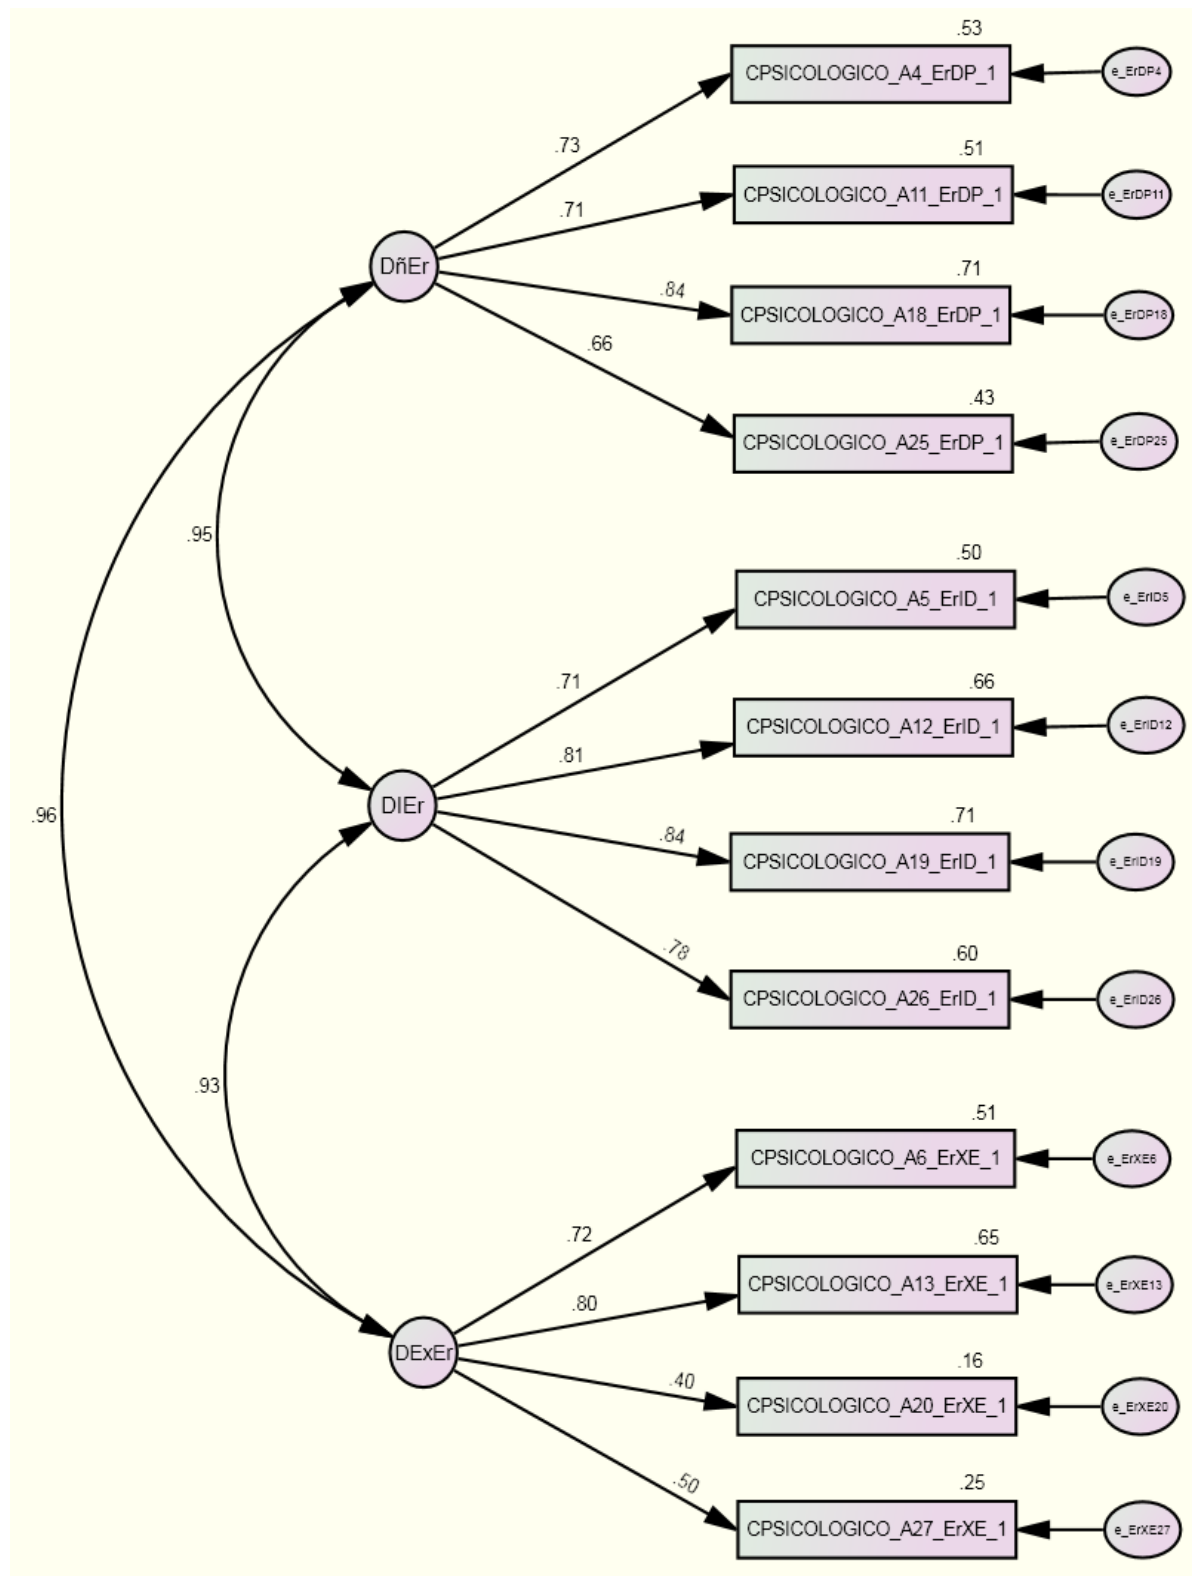 .53
CPSICOLOGICO_A4_ErDP_1
e_ErDP4
.73
.51
CPSICOLOGICO_A11_ErDP_1
e_ErDP11
.71
DñEr
.71
.84
CPSICOLOGICO_A18_ErDP_1
e_ErDP18
.66
.43
CPSICOLOGICO_A25_ErDP_1
e_ErDP25
.95
.50
CPSICOLOGICO_A5_ErID_1
e_ErID5
.71
.66
CPSICOLOGICO_A12_ErID_1
e_ErID12
.81
DIEr
.96
.71
.84
CPSICOLOGICO_A19_ErID_1
e_ErID19
.78
.60
CPSICOLOGICO_A26_ErID_1
e_ErID26
.93
.51
CPSICOLOGICO_A6_ErXE_1
e_ErXE6
.72
.65
CPSICOLOGICO_A13_ErXE_1
e_ErXE13
.80
DExEr
.16
.40
CPSICOLOGICO_A20_ErXE_1
e_ErXE20
.50
.25
CPSICOLOGICO_A27_ErXE_1
e_ErXE27